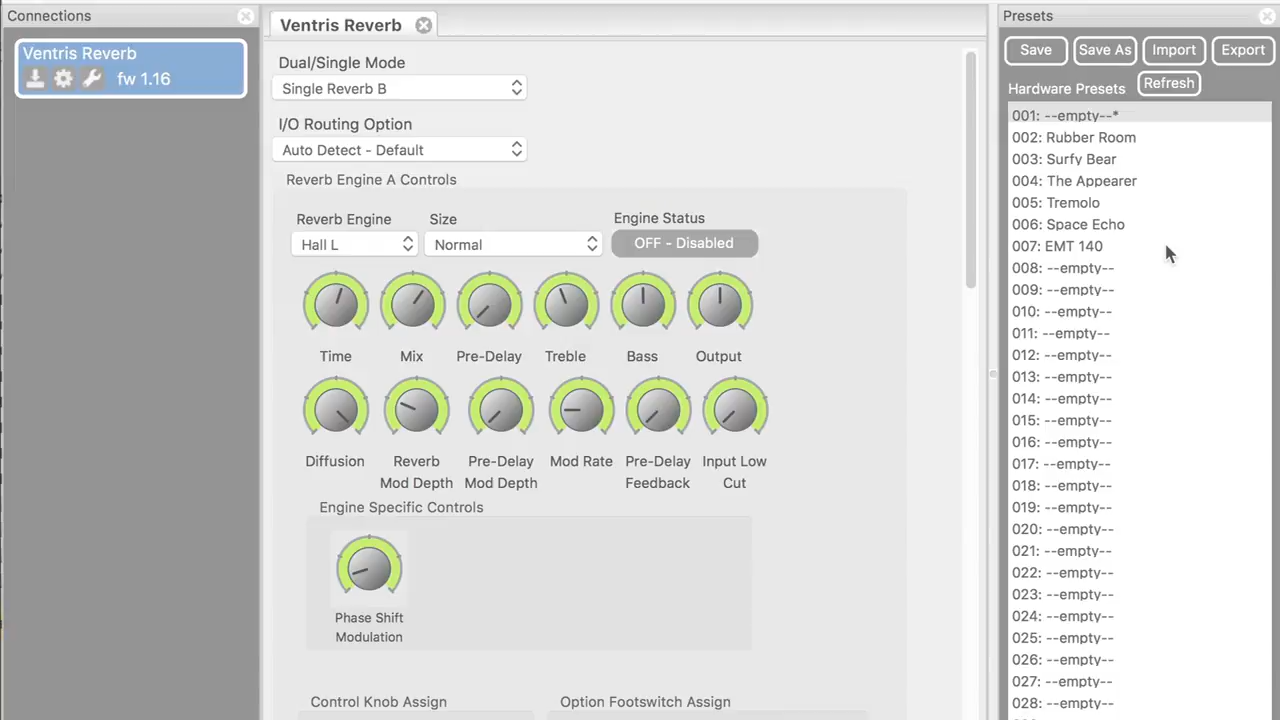 Connections
Ventris Reverb
fw 1.16
Ventris Reverb
Dual/Single Mode
Single Reverb B
I/O Routing Option
Auto Detect - Default
Reverb Engine A Controls
Reverb Engine
Size
Engine Status
Hall L
Normal
OFF - Disabled
Time
Mix
Pre-Delay
Treble
Bass
Output
Diffusion
Reverb
Mod Depth
Pre-Delay
Mod Depth
Mod Rate
Pre-Delay
Feedback
Input Low
Cut
Engine Specific Controls
Phase Shift
Modulation
Control Knob Assign
Option Footswitch Assign
Presets
Save
Save As
Import
Export
Hardware Presets
Refresh
001: --empty--*
002: Rubber Room
003: Surfy Bear
004: The Appearer
005: Tremolo
006: Space Echo
007: EMT 140
008: --empty--
009: --empty--
010: --empty--
011: --empty--
012: --empty--
013: --empty--
014: --empty--
015: --empty--
016: --empty--
017: --empty--
018: --empty--
019: --empty--
020: --empty--
021: --empty--
022: --empty--
023: --empty--
024: --empty--
025: --empty--
026: --empty--
027: --empty--
028: --empty--